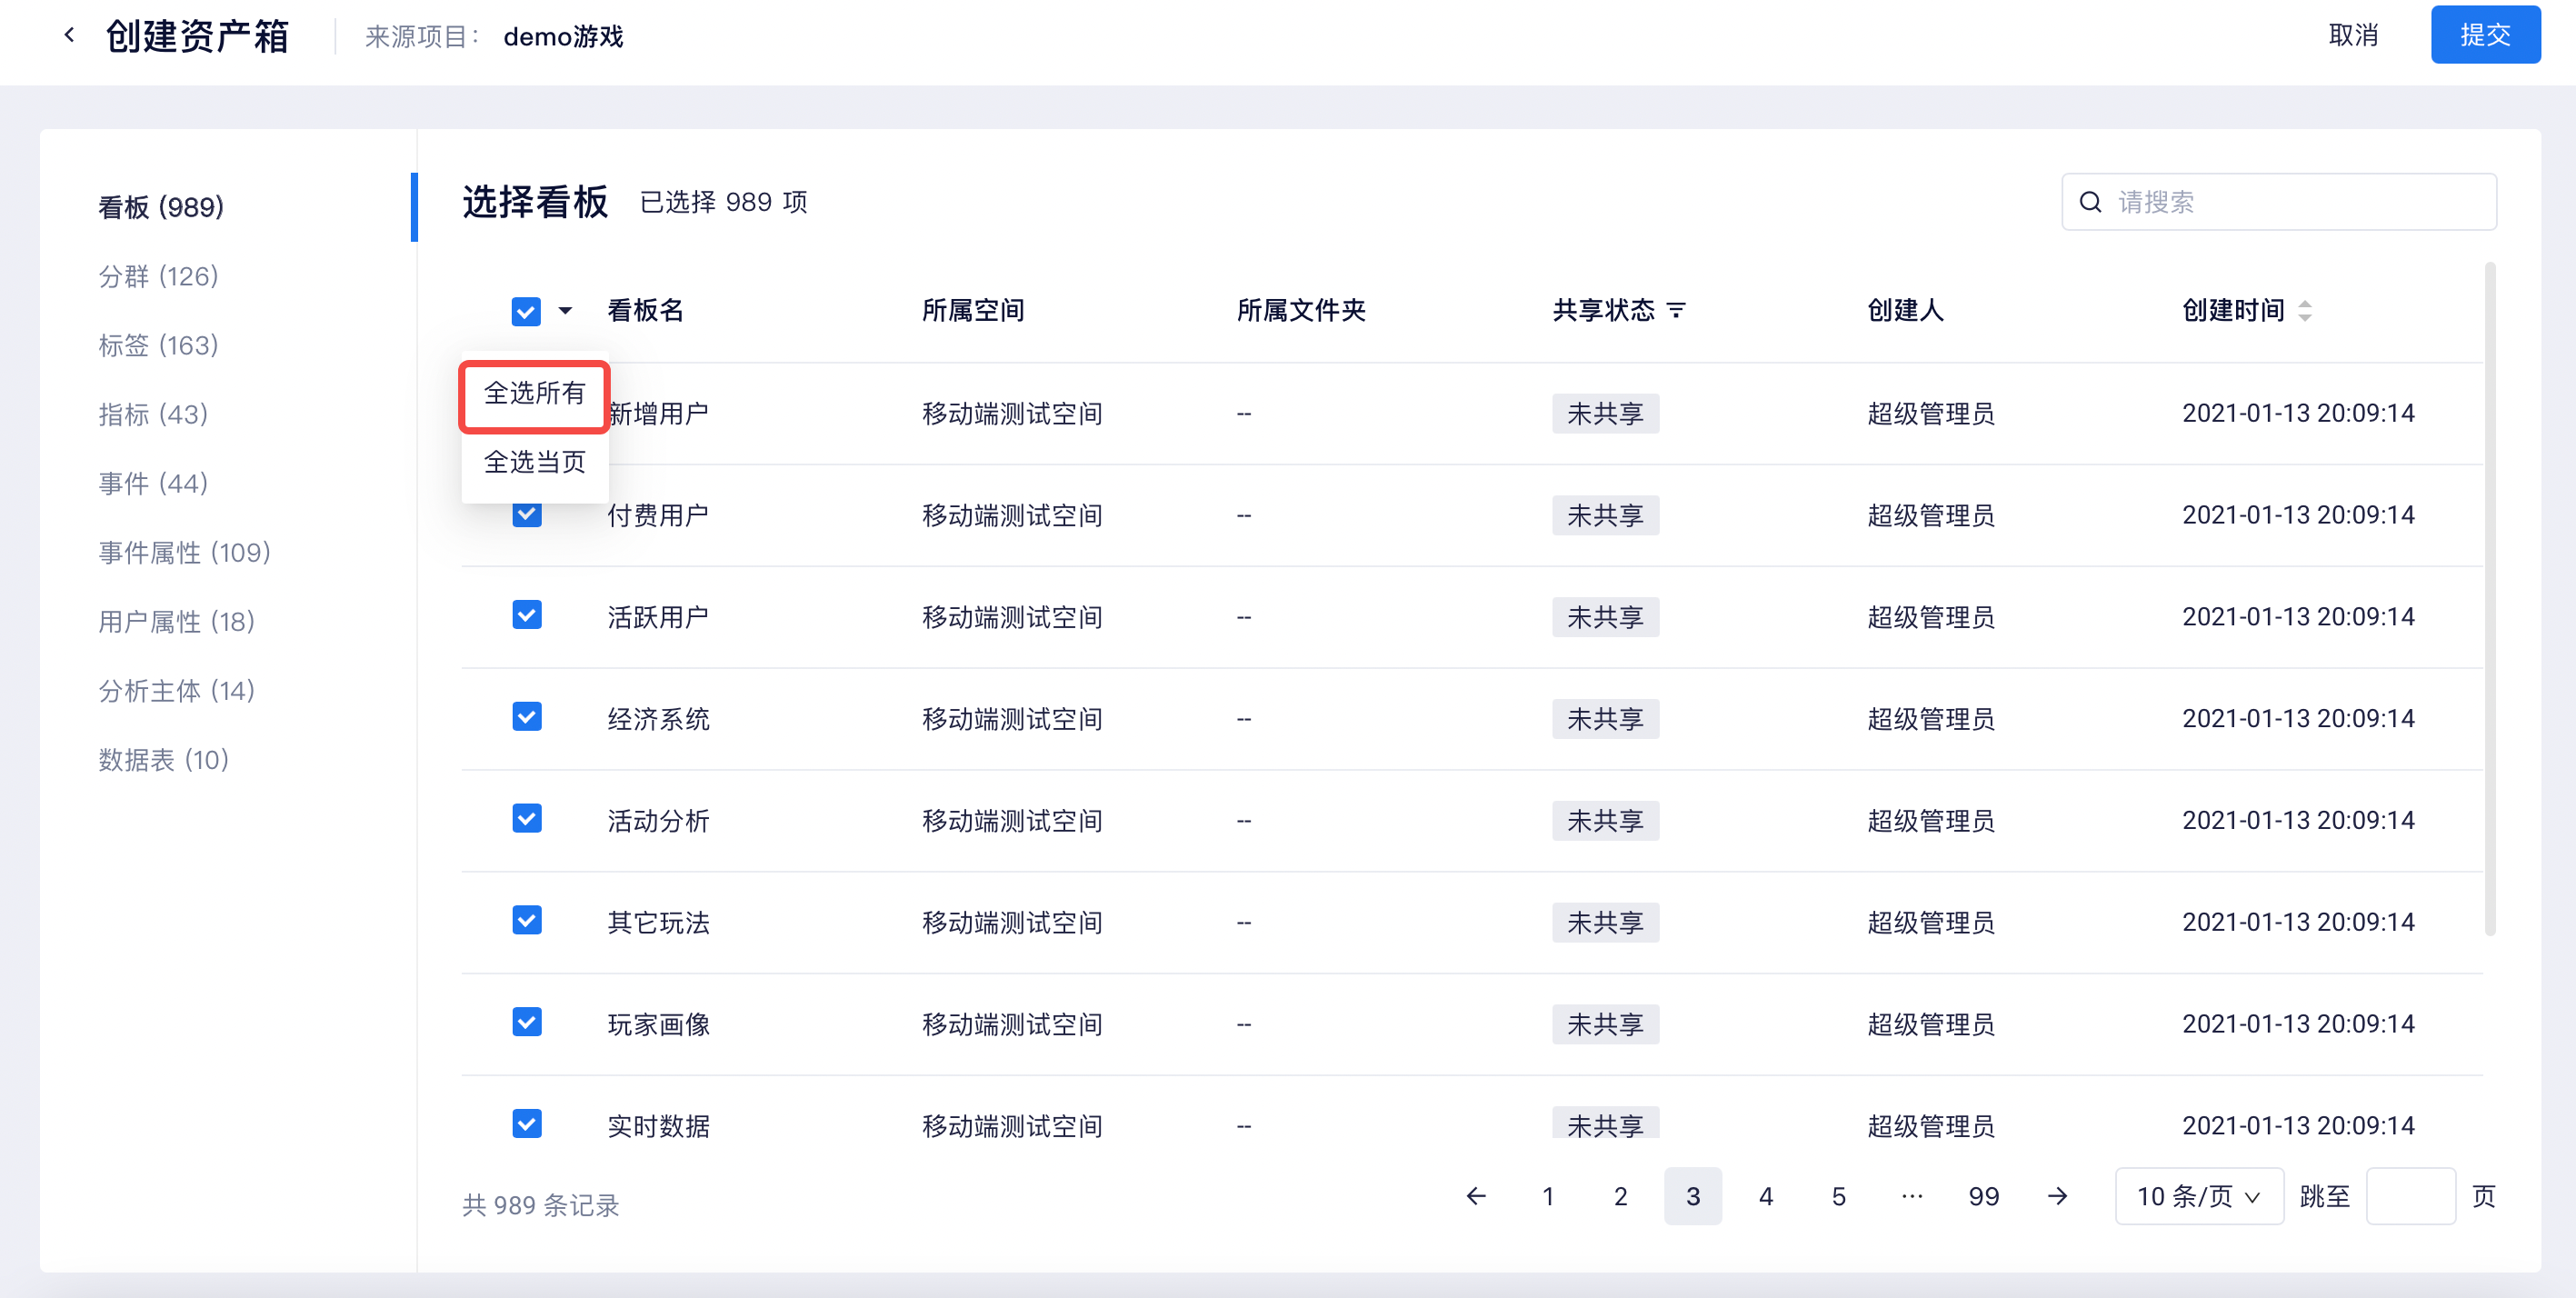 创建资产箱 来源项目: demo游戏 取消 提交
看板 (989)
分群 (126)
标签 (163)
指标 (43)
事件 (44)
事件属性 (109)
用户属性 (18)
分析主体 (14)
数据表 (10)
选择看板 已选择 989 项 请搜索
看板名 所属空间 所属文件夹 共享状态 创建人 创建时间
全选所有
全选当页
新增用户 移动端测试空间 -- 未共享 超级管理员 2021-01-13 20:09:14
付费用户 移动端测试空间 -- 未共享 超级管理员 2021-01-13 20:09:14
活跃用户 移动端测试空间 -- 未共享 超级管理员 2021-01-13 20:09:14
经济系统 移动端测试空间 -- 未共享 超级管理员 2021-01-13 20:09:14
活动分析 移动端测试空间 -- 未共享 超级管理员 2021-01-13 20:09:14
其它玩法 移动端测试空间 -- 未共享 超级管理员 2021-01-13 20:09:14
玩家画像 移动端测试空间 -- 未共享 超级管理员 2021-01-13 20:09:14
实时数据 移动端测试空间 -- 未共享 超级管理员 2021-01-13 20:09:14
共 989 条记录 1 2 3 4 5 ··· 99 10 条/页 跳至 页